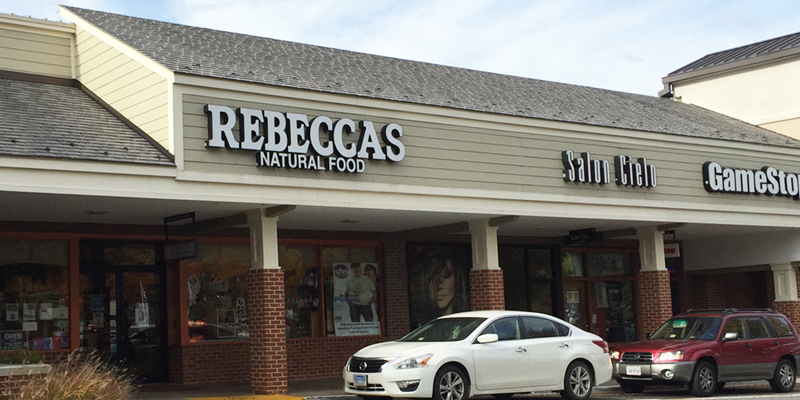 REBECCAS
NATURAL FOOD
Salon Cielo
GameStop